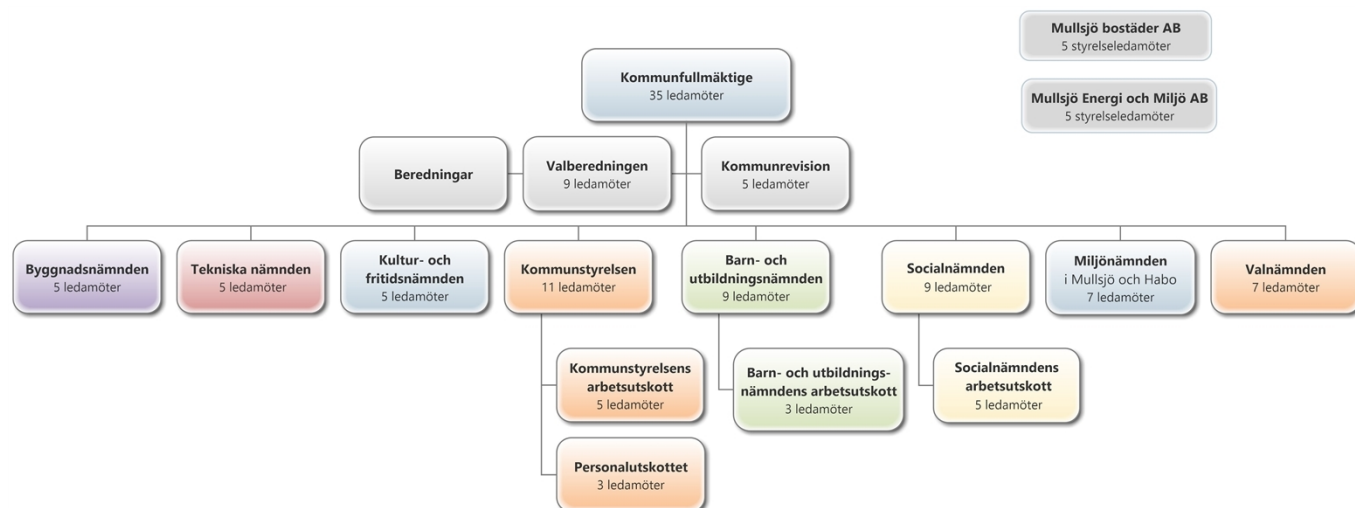 Mullsjö bostäder AB
5 styrelseledamöter
Kommunfullmäktige
35 ledamöter
Mullsjö Energi och Miljö AB
5 styrelseledamöter
Beredningar
Valberedningen
9 ledamöter
Kommunrevision
5 ledamöter
Byggnadsnämnden
5 ledamöter
Tekniska nämnden
5 ledamöter
Kultur- och
fritidsnämnden
5 ledamöter
Kommunstyrelsen
11 ledamöter
Barn- och
utbildningsnämnden
9 ledamöter
Socialnämnden
9 ledamöter
Miljönämnden
i Mullsjö och Habo
7 ledamöter
Valnämnden
7 ledamöter
Kommunstyrelsens
arbetsutskott
5 ledamöter
Barn- och utbildnings-
nämndens arbetsutskott
3 ledamöter
Socialnämndens
arbetsutskott
5 ledamöter
Personalutskottet
3 ledamöter